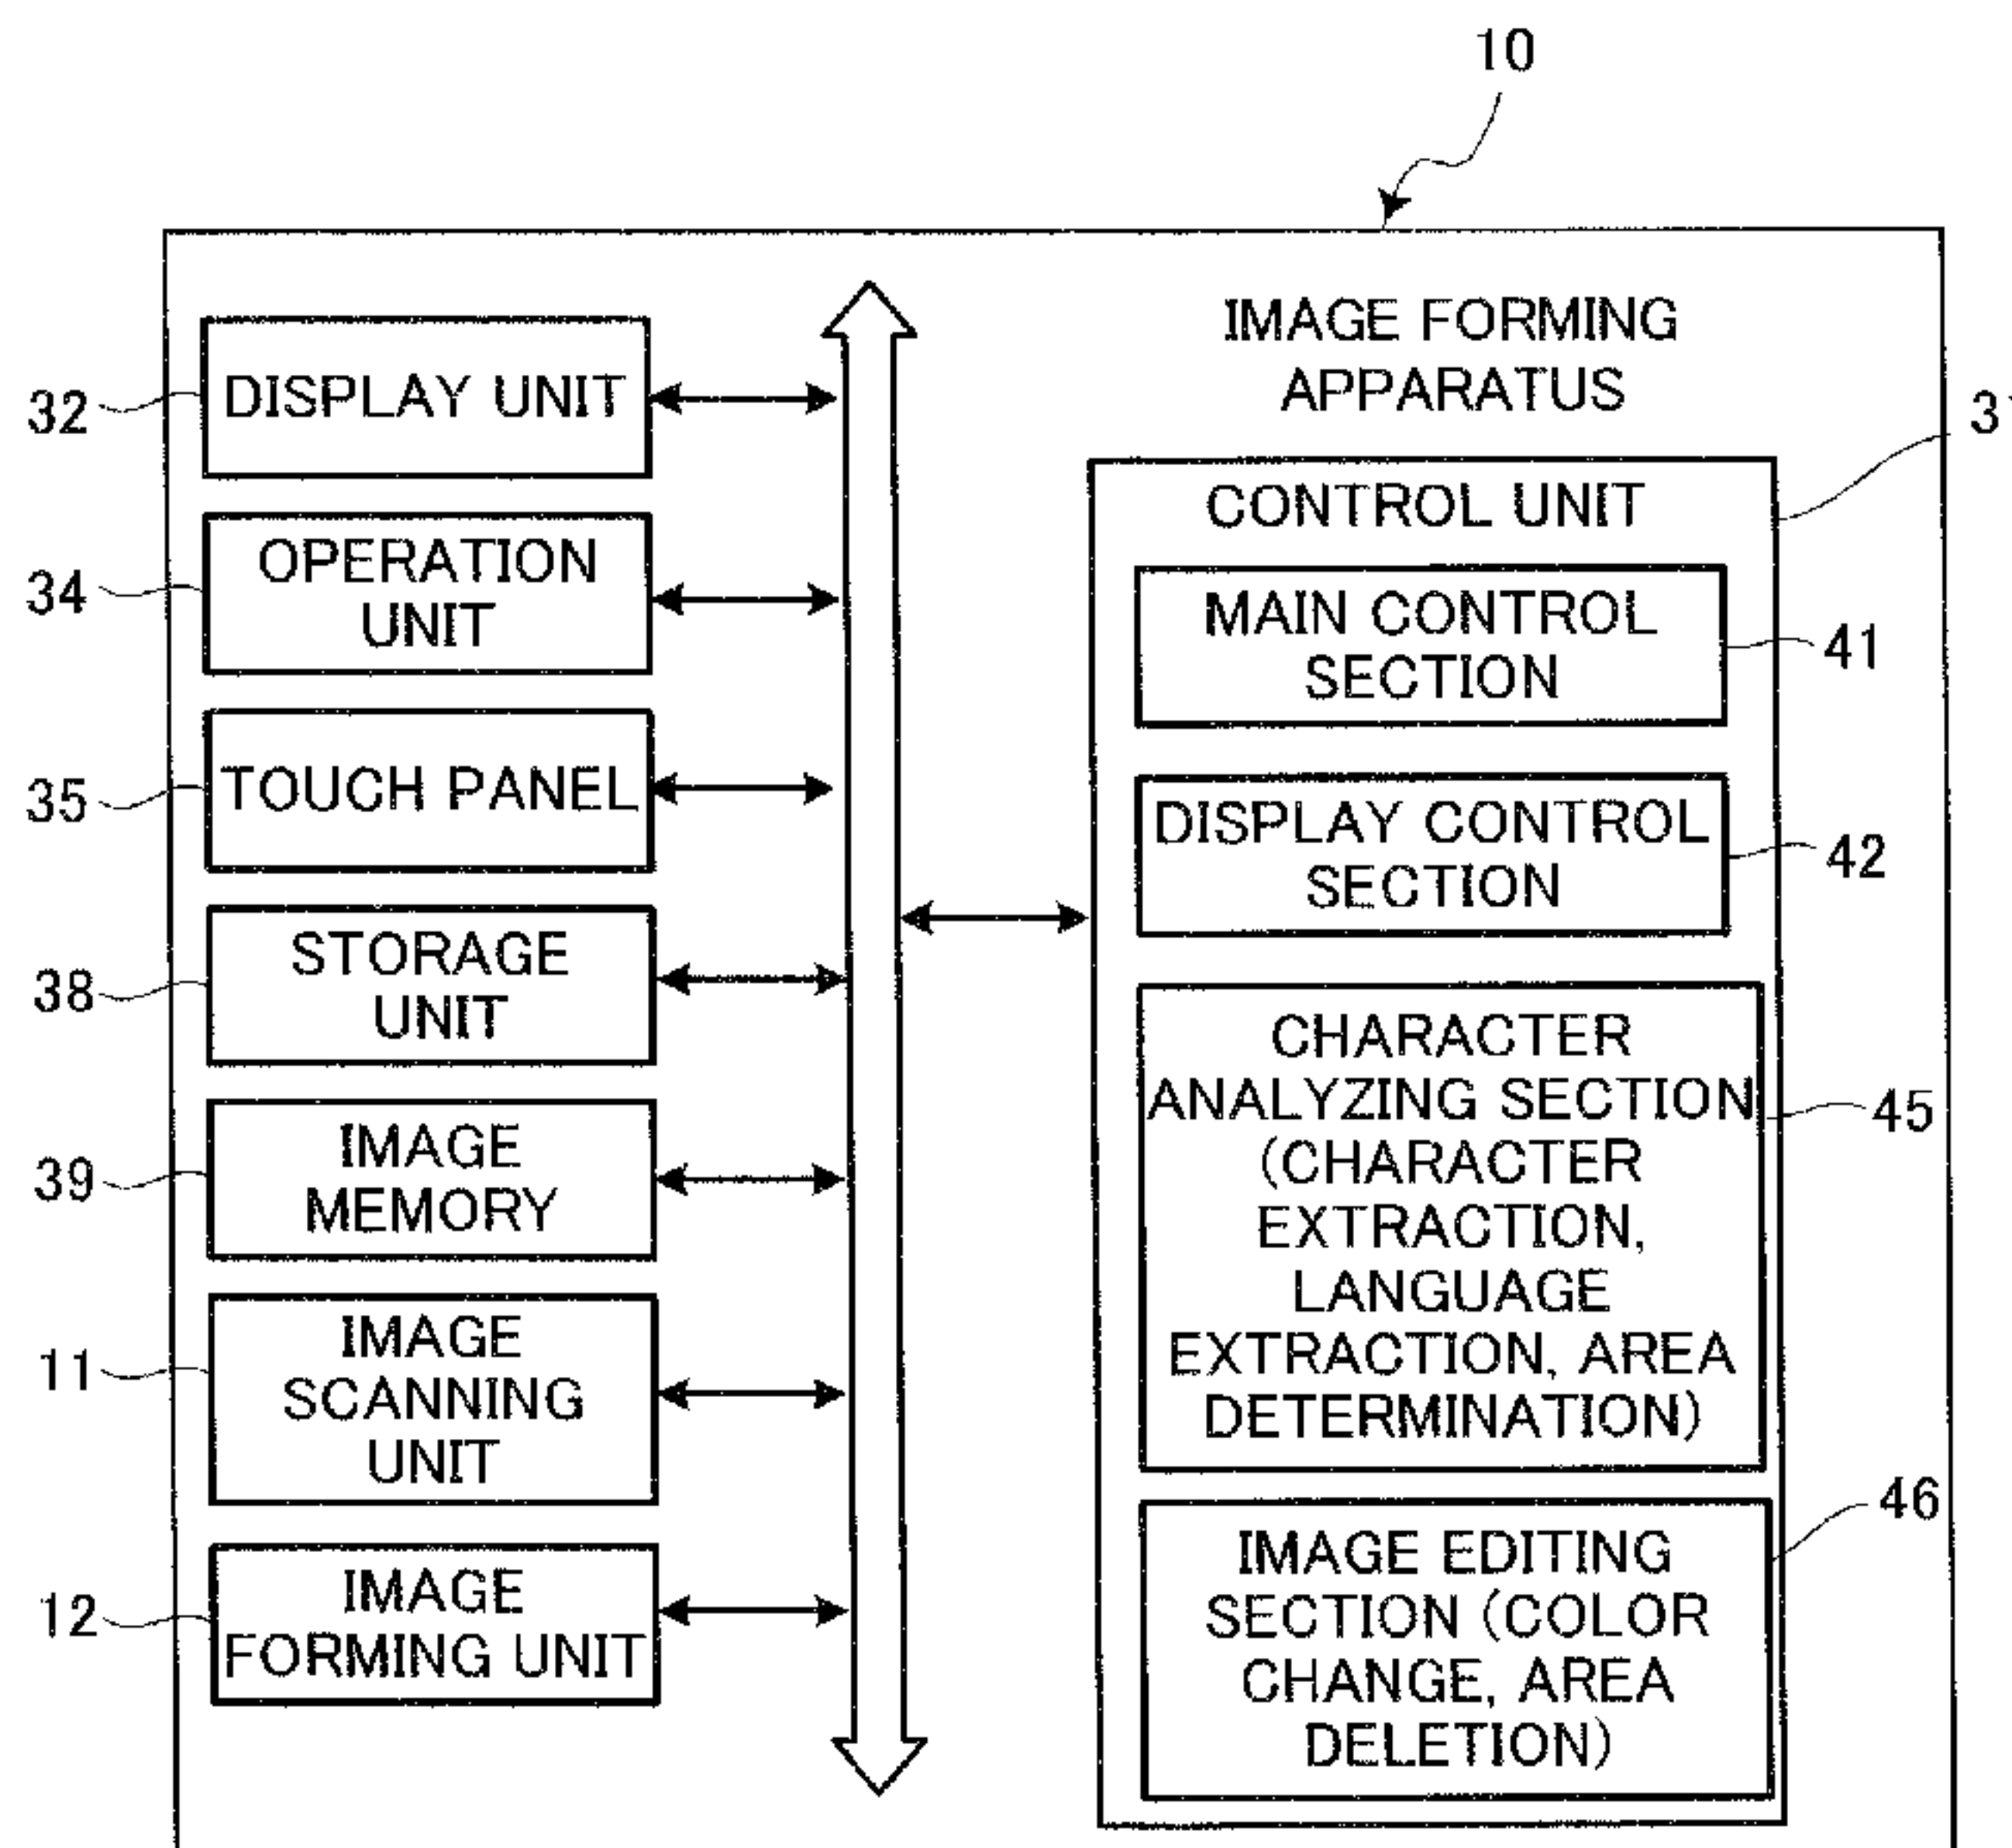 10
IMAGE FORMING
APPARATUS
32
DISPLAY UNIT
34
OPERATION
UNIT
35
TOUCH PANEL
38
STORAGE
UNIT
39
IMAGE
MEMORY
11
IMAGE
SCANNING
UNIT
12
IMAGE
FORMING UNIT
31
CONTROL UNIT
MAIN CONTROL
SECTION
41
DISPLAY CONTROL
SECTION
42
CHARACTER
ANALYZING SECTION
(CHARACTER
EXTRACTION,
LANGUAGE
EXTRACTION, AREA
DETERMINATION)
45
IMAGE EDITING
SECTION (COLOR
CHANGE, AREA
DELETION)
46